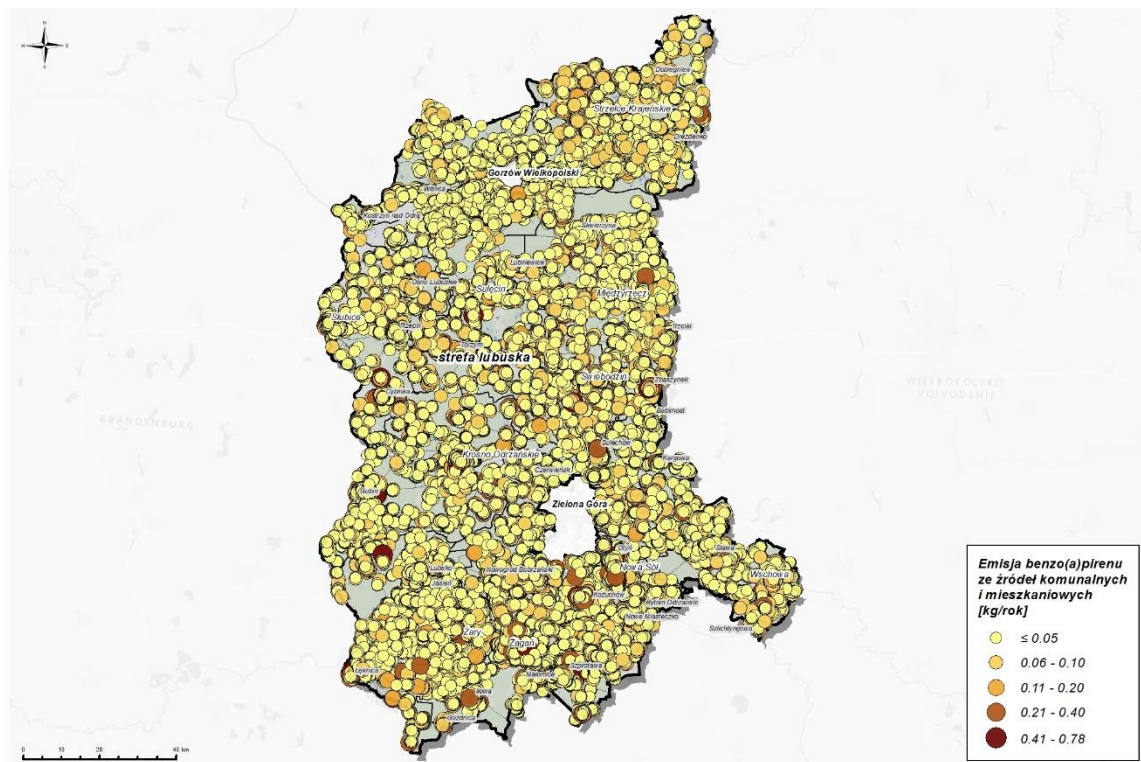 N
W
E
S
Dobiegniew
Strzelce Krajeńskie
Drezdenko
Gorzów Wielkopolski
Witnica
Kostrzyn nad Odrą
Skwierzyna
Lubniewice
Ośno Lubuskie
Sulęcin
Międzyrzecz
Słubice
Rzepin
Trzciel
Torzym
strefa lubuska
Świebodzin
Zbąszynek
Cybinka
Babimost
WIELKOPOLSKIE
VOIVODSHIP
BRANDENBURG
Sulechów
Krosno Odrzańskie
Kargowa
Czerwieńsk
Gubin
Zielona Góra
Otyń
Sława
Lubsko
Nowogród Bobrzański
Nowa Sól
Wschowa
Jasień
Kożuchów
Bytom Odrzański
Nowe Miasteczko
Szlichtyngowa
Żary
Żagań
Łęknica
Szprotawa
Małomice
Iłowa
Gozdnica
0 10 20 40 km
Emisja benzo(a)pirenu
ze źródeł komunalnych
i mieszkaniowych
[kg/rok]
≤ 0.05
0.06 - 0.10
0.11 - 0.20
0.21 - 0.40
0.41 - 0.78